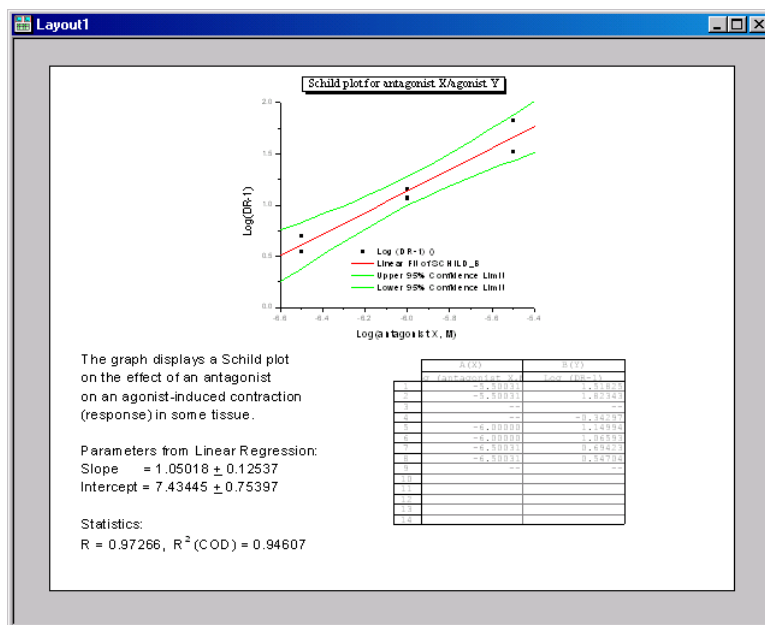 Layout1
Schild plot for antagonist X/agonist Y
2.0
1.5
1.0
0.5
0.0
Log(DR-1)
Log (DR-1) ()
Linear Fit of SCHILD_B
Upper 95% Confidence Limit
Lower 95% Confidence Limit
-6.6 -6.4 -6.2 -6.0 -5.8 -5.6 -5.4
Log(antagonist X, M)
The graph displays a Schild plot
on the effect of an antagonist
on an agonist-induced contraction
(response) in some tissue.
Parameters from Linear Regression:
Slope = 1.05018 ± 0.12537
Intercept = 7.43445 ± 0.75397
Statistics:
R = 0.97266, R²(COD) = 0.94607
A(X) B(Y)
(antagonist X, Log (DR-1)
1 -5.50031 1.51825
2 -5.50031 1.82343
3 -- --
4 -- -0.34297
5 -6.00000 1.14994
6 -6.00000 1.06593
7 -6.50031 0.69423
8 -6.50031 0.54704
9 -- --
10
11
12
13
14